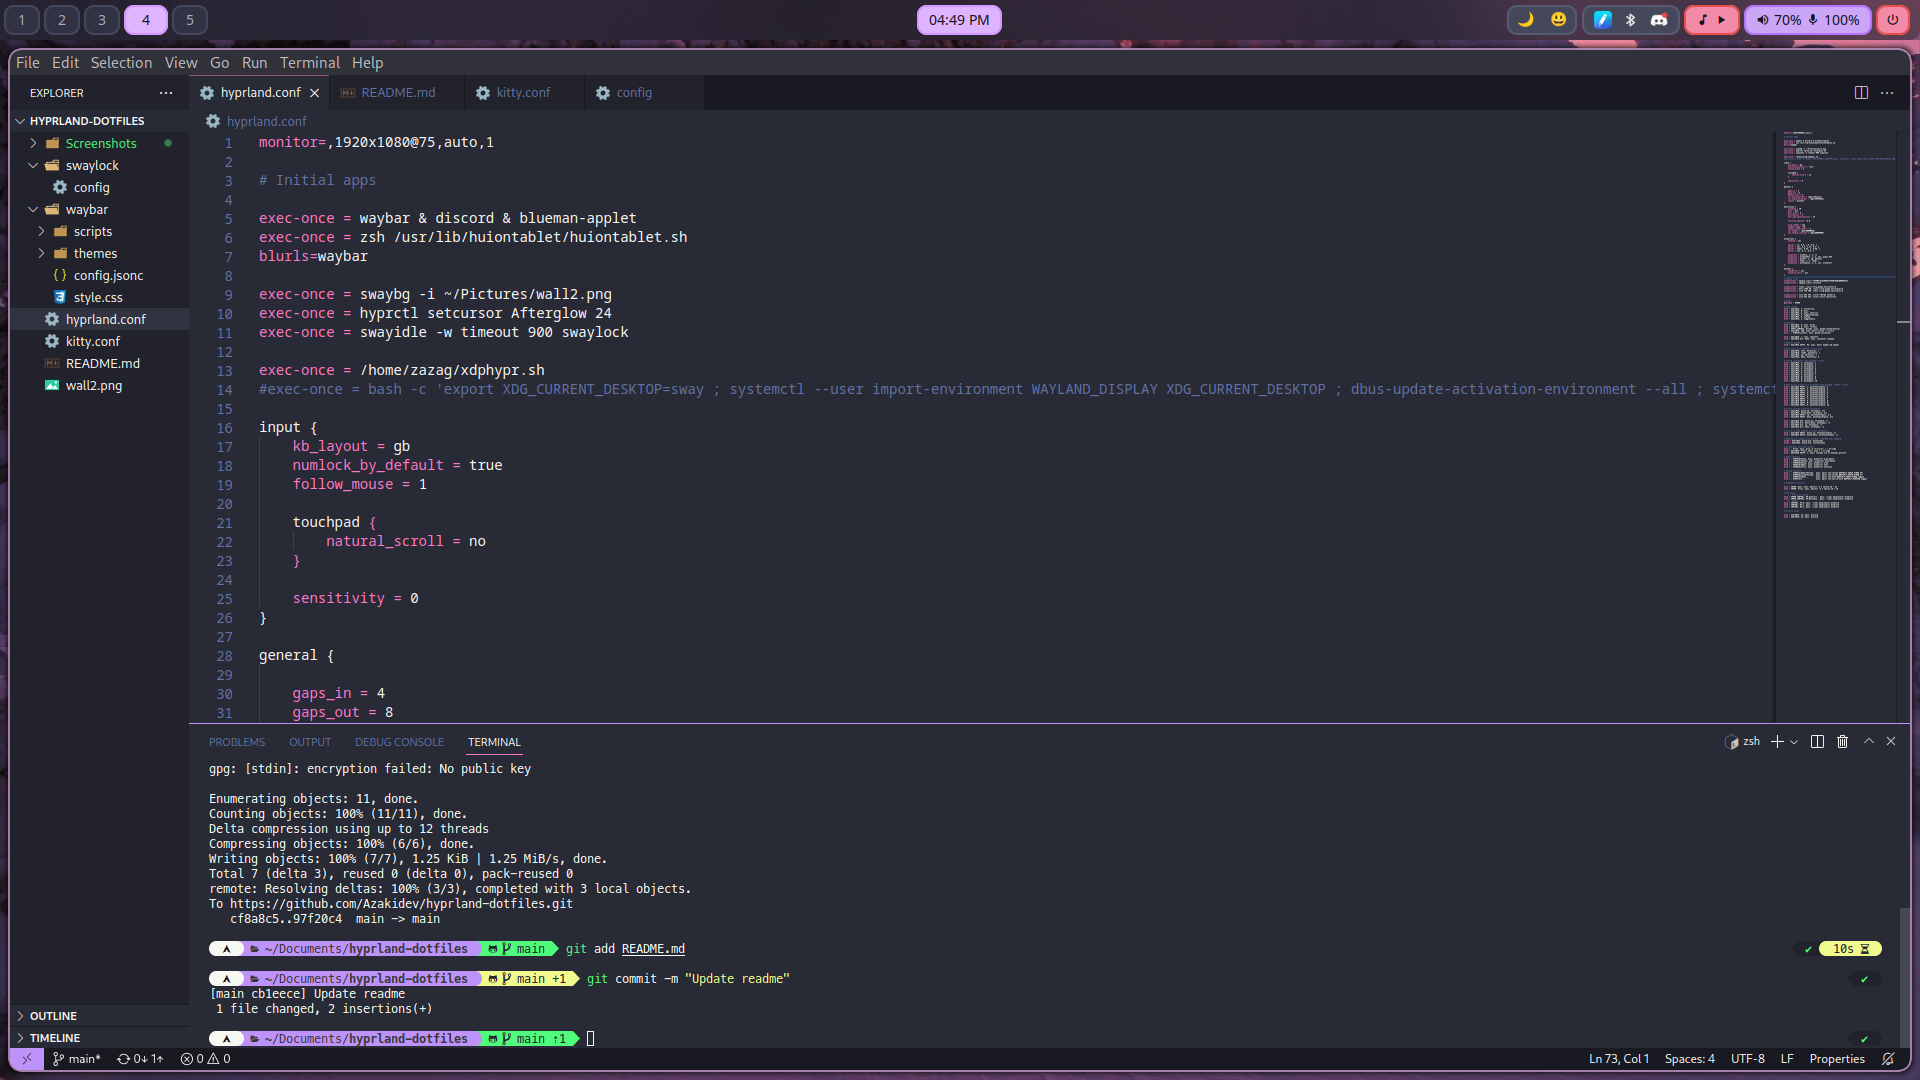 1 2 3 4 5
04:49 PM
70% 100%
File Edit Selection View Go Run Terminal Help
EXPLORER ···
HYPRLAND-DOTFILES
Screenshots
swaylock
config
waybar
scripts
themes
config.jsonc
style.css
hyprland.conf
kitty.conf
README.md
wall2.png
OUTLINE
TIMELINE
hyprland.conf README.md kitty.conf config
hyprland.conf
1 monitor=,1920x1080@75,auto,1
2
3 # Initial apps
4
5 exec-once = waybar & discord & blueman-applet
6 exec-once = zsh /usr/lib/huiontablet/huiontablet.sh
7 blurls=waybar
8
9 exec-once = swaybg -i ~/Pictures/wall2.png
10 exec-once = hyprctl setcursor Afterglow 24
11 exec-once = swayidle -w timeout 900 swaylock
12
13 exec-once = /home/zazag/xdphypr.sh
14 #exec-once = bash -c 'export XDG_CURRENT_DESKTOP=sway ; systemctl --user import-environment WAYLAND_DISPLAY XDG_CURRENT_DESKTOP ; dbus-update-activation-environment --all ; systemct
15
16 input {
17 kb_layout = gb
18 numlock_by_default = true
19 follow_mouse = 1
20
21 touchpad {
22 natural_scroll = no
23 }
24
25 sensitivity = 0
26 }
27
28 general {
29
30 gaps_in = 4
31 gaps_out = 8
PROBLEMS OUTPUT DEBUG CONSOLE TERMINAL
zsh
gpg: [stdin]: encryption failed: No public key
Enumerating objects: 11, done.
Counting objects: 100% (11/11), done.
Delta compression using up to 12 threads
Compressing objects: 100% (6/6), done.
Writing objects: 100% (7/7), 1.25 KiB | 1.25 MiB/s, done.
Total 7 (delta 3), reused 0 (delta 0), pack-reused 0
remote: Resolving deltas: 100% (3/3), completed with 3 local objects.
To https://github.com/Azakidev/hyprland-dotfiles.git
cf8a8c5..97f20c4 main -> main
~/Documents/hyprland-dotfiles main git add README.md ✔ 10s
~/Documents/hyprland-dotfiles main +1 git commit -m "Update readme" ✔
[main cb1eece] Update readme
1 file changed, 2 insertions(+)
~/Documents/hyprland-dotfiles main ↑1 ✔
main* 0↓ 1↑ 0 0
Ln 73, Col 1 Spaces: 4 UTF-8 LF Properties